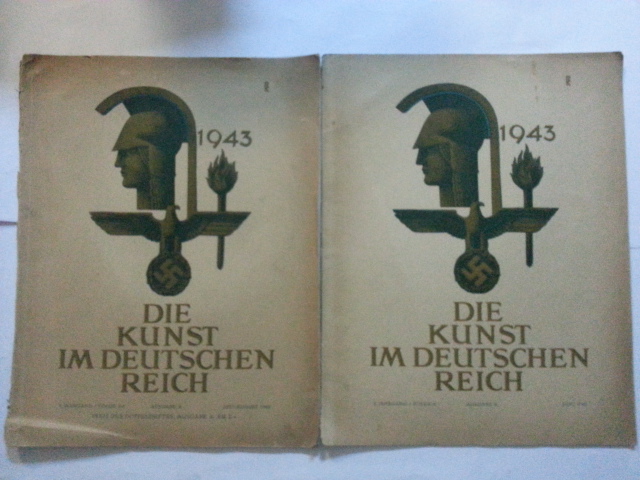 1943
DIE
KUNST
IM DEUTSCHEN
REICH
1943
DIE
KUNST
IM DEUTSCHEN
REICH